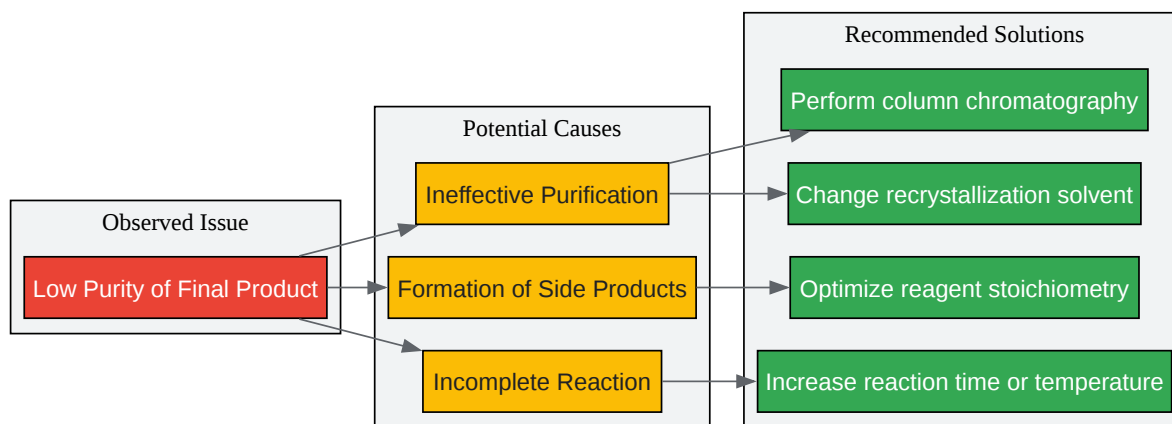 Observed Issue
Low Purity of Final Product
Potential Causes
Ineffective Purification
Formation of Side Products
Incomplete Reaction
Recommended Solutions
Perform column chromatography
Change recrystallization solvent
Optimize reagent stoichiometry
Increase reaction time or temperature